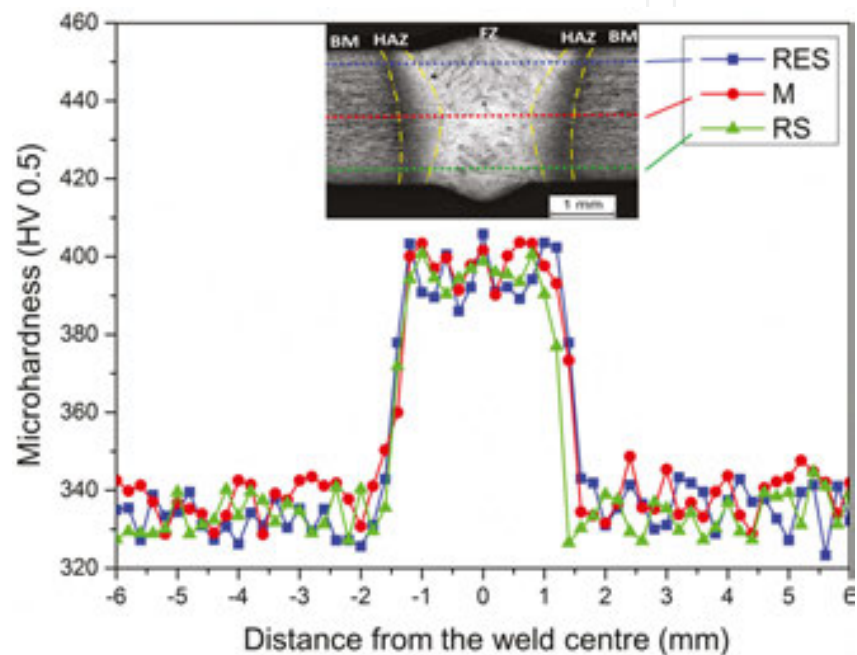 460
440
420
400
380
360
340
320
Microhardness (HV 0.5)
BM HAZ FZ HAZ BM
1 mm
RES
M
RS
-6 -5 -4 -3 -2 -1 0 1 2 3 4 5 6
Distance from the weld centre (mm)